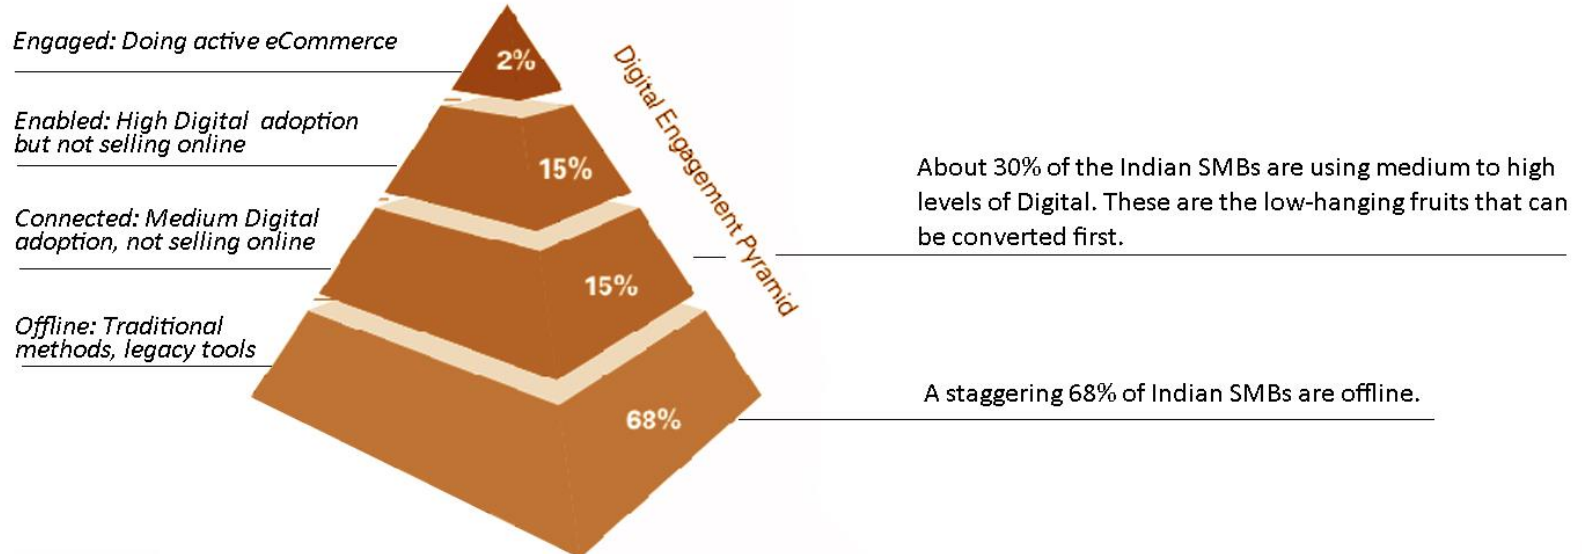 Engaged: Doing active eCommerce
2%
Enabled: High Digital adoption
but not selling online
15%
Connected: Medium Digital
adoption, not selling online
15%
Offline: Traditional
methods, legacy tools
68%
Digital Engagement Pyramid
About 30% of the Indian SMBs are using medium to high
levels of Digital. These are the low-hanging fruits that can
be converted first.
A staggering 68% of Indian SMBs are offline.